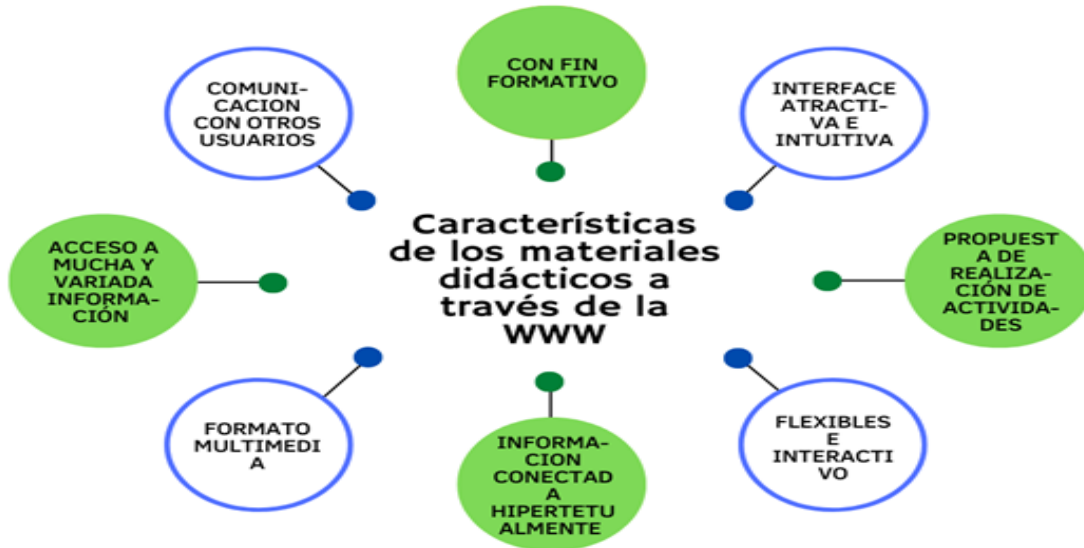 CON FIN
FORMATIVO
COMUNI-
CACION
CON OTROS
USUARIOS
INTERFACE
ATRACTI-
VA E
INTUITIVA
Características
de los materiales
didácticos a
través de la
WWW
ACCESO A
MUCHA Y
VARIADA
INFORMA-
CIÓN
PROPUEST
A DE
REALIZA-
CIÓN DE
ACTIVIDA-
DES
FORMATO
MULTIMEDI
A
INFORMA-
CION
CONECTAD
A
HIPERTETU
ALMENTE
FLEXIBLES
E
INTERACTI
VO